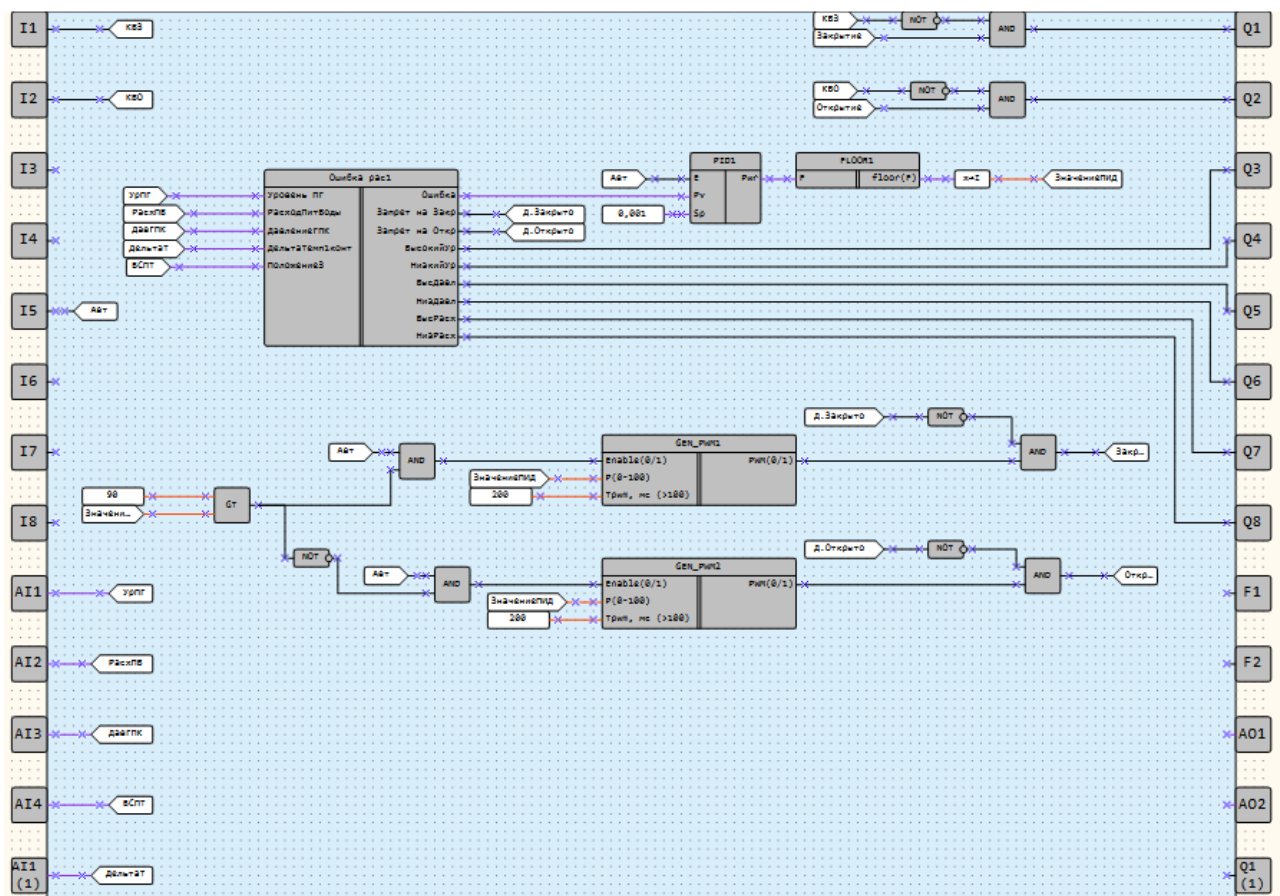 I1
КВЗ
КВЗ
NOT
AND
Закрытие
Q1
I2
КВО
КВО
NOT
AND
Открытие
Q2
I3
Ошибка рас1
УрПГ
Уровень ПГ
Ошибка
РасхПВ
РасходПитВоды
Запрет на Закр
Д.Закрыто
ДавГПК
ДавлениеГПК
Запрет на Откр
Д.Открыто
ДельтаТ
ДельтаТемп1конт
ВысокийУр
ВСПТ
ПоложениеЗ
НизкийУр
ВысДавл
НизДавл
ВысРасх
НизРасх
Авт
PID1
E
Pwr
Pv
0,001
Sp
FLOOR1
F
floor(F)
x→I
ЗначениеПИД
Q3
I4
Q4
I5
Авт
Q5
I6
Q6
I7
Авт
AND
GEN_PWM1
Enable(0/1)
PWM(0/1)
ЗначениеПИД
P(0-100)
200
Tршп, мс (>100)
Д.Закрыто
NOT
AND
Закр…
Q7
90
Значени…
GT
I8
Q8
NOT
Авт
AND
GEN_PWM2
Enable(0/1)
PWM(0/1)
ЗначениеПИД
P(0-100)
200
Tршп, мс (>100)
Д.Открыто
NOT
AND
Откр…
AI1
УрПГ
F1
AI2
РасхПВ
F2
AI3
ДавГПК
AO1
AI4
ВСПТ
AO2
AI1
(1)
ДельтаТ
Q1
(1)